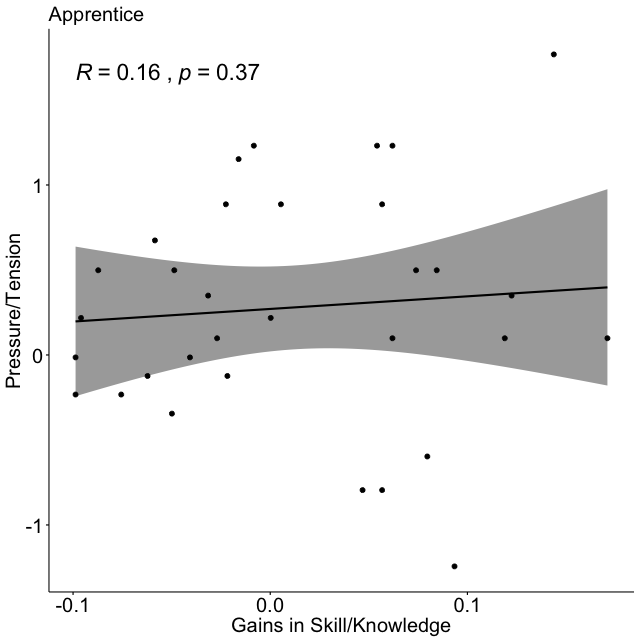 Apprentice
R = 0.16 , p = 0.37
Pressure/Tension
1
0
-1
-0.1 0.0 0.1
Gains in Skill/Knowledge